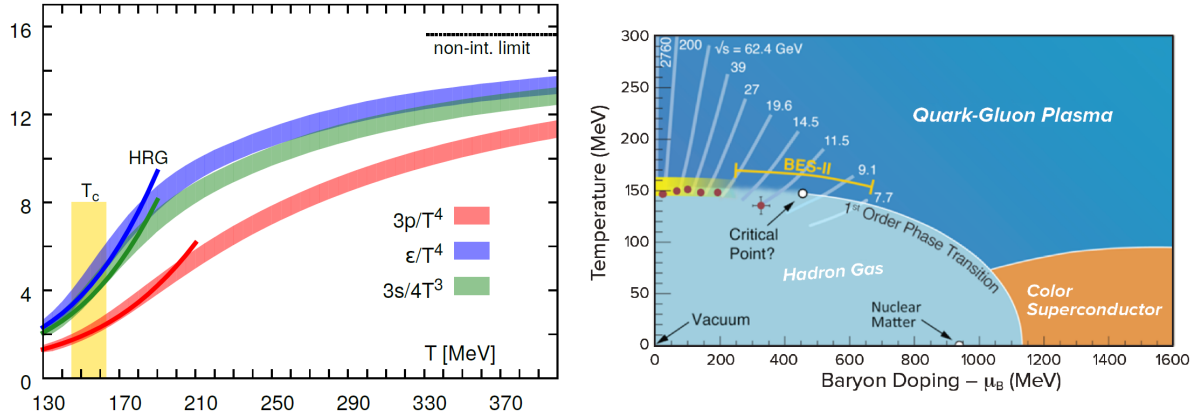 16
non-int. limit
12
HRG
Tc
8
3p/T⁴
ε/T⁴
3s/4T³
4
T [MeV]
0
130 170 210 250 290 330 370
300
250
200
150
100
50
0
Temperature (MeV)
2760
200
√s = 62.4 GeV
39
27
19.6
14.5
11.5
9.1
7.7
Quark-Gluon Plasma
BES-II
1st Order Phase Transition
Critical
Point?
Hadron Gas
Color
Superconductor
Nuclear
Matter
Vacuum
0 200 400 600 800 1000 1200 1400 1600
Baryon Doping – μB (MeV)